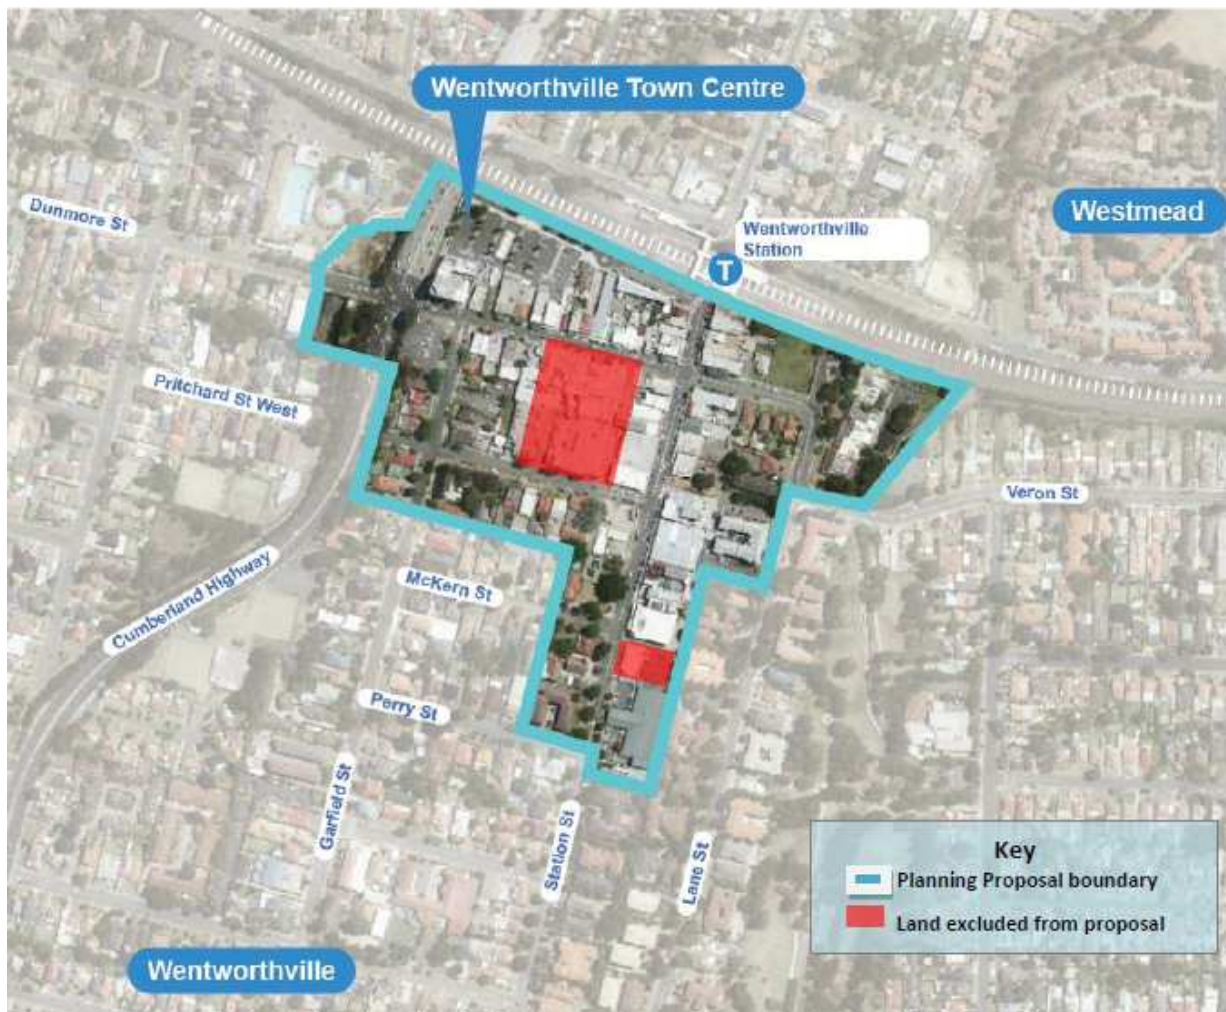 Wentworthville Town Centre
Dunmore St
Westmead
Wentworthville
Station
T
Pritchard St West
Veron St
Cumberland Highway
McKern St
Perry St
Garfield St
Station St
Lane St
Key
Planning Proposal boundary
Land excluded from proposal
Wentworthville